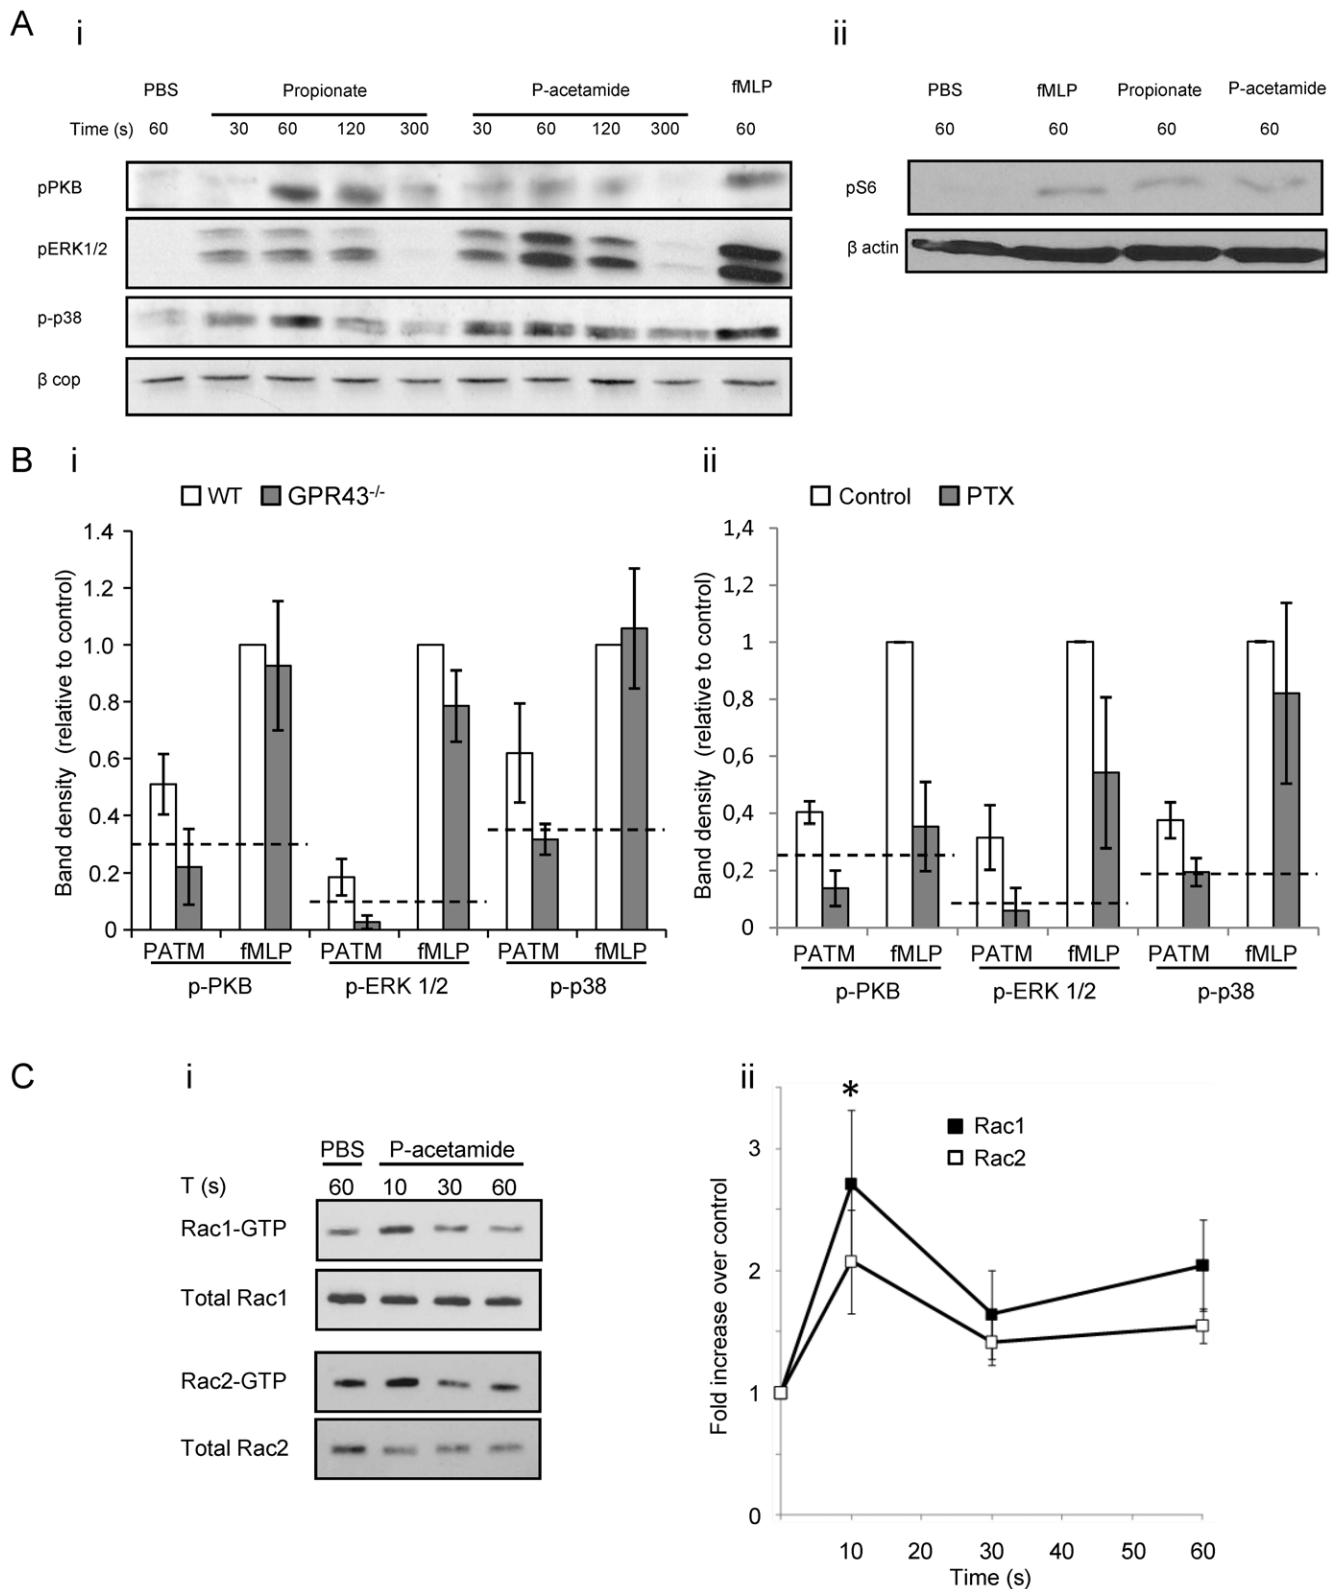 A i ii
PBS Propionate P-acetamide fMLP
Time (s) 60 30 60 120 300 30 60 120 300 60
pPKB
pERK1/2
p-p38
β cop
PBS fMLP Propionate P-acetamide
60 60 60 60
pS6
β actin
B i ii
WT GPR43-/-
Band density (relative to control)
1.4
1.2
1.0
0.8
0.6
0.4
0.2
0
PATM fMLP PATM fMLP PATM fMLP
p-PKB p-ERK 1/2 p-p38
Control PTX
Band density (relative to control)
1,4
1,2
1
0,8
0,6
0,4
0,2
0
PATM fMLP PATM fMLP PATM fMLP
p-PKB p-ERK 1/2 p-p38
C i ii
PBS P-acetamide
T (s) 60 10 30 60
Rac1-GTP
Total Rac1
Rac2-GTP
Total Rac2
*
Rac1
Rac2
Fold increase over control
3
2
1
0
10 20 30 40 50 60
Time (s)